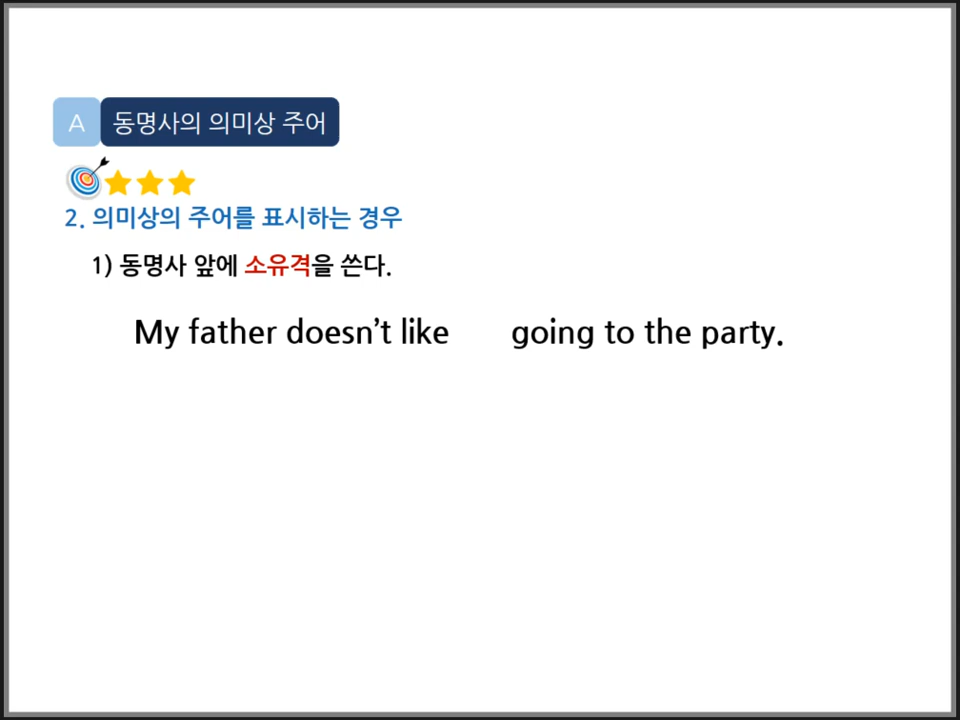 A 동명사의 의미상 주어
2. 의미상의 주어를 표시하는 경우
1) 동명사 앞에 소유격을 쓴다.
My father doesn’t like going to the party.